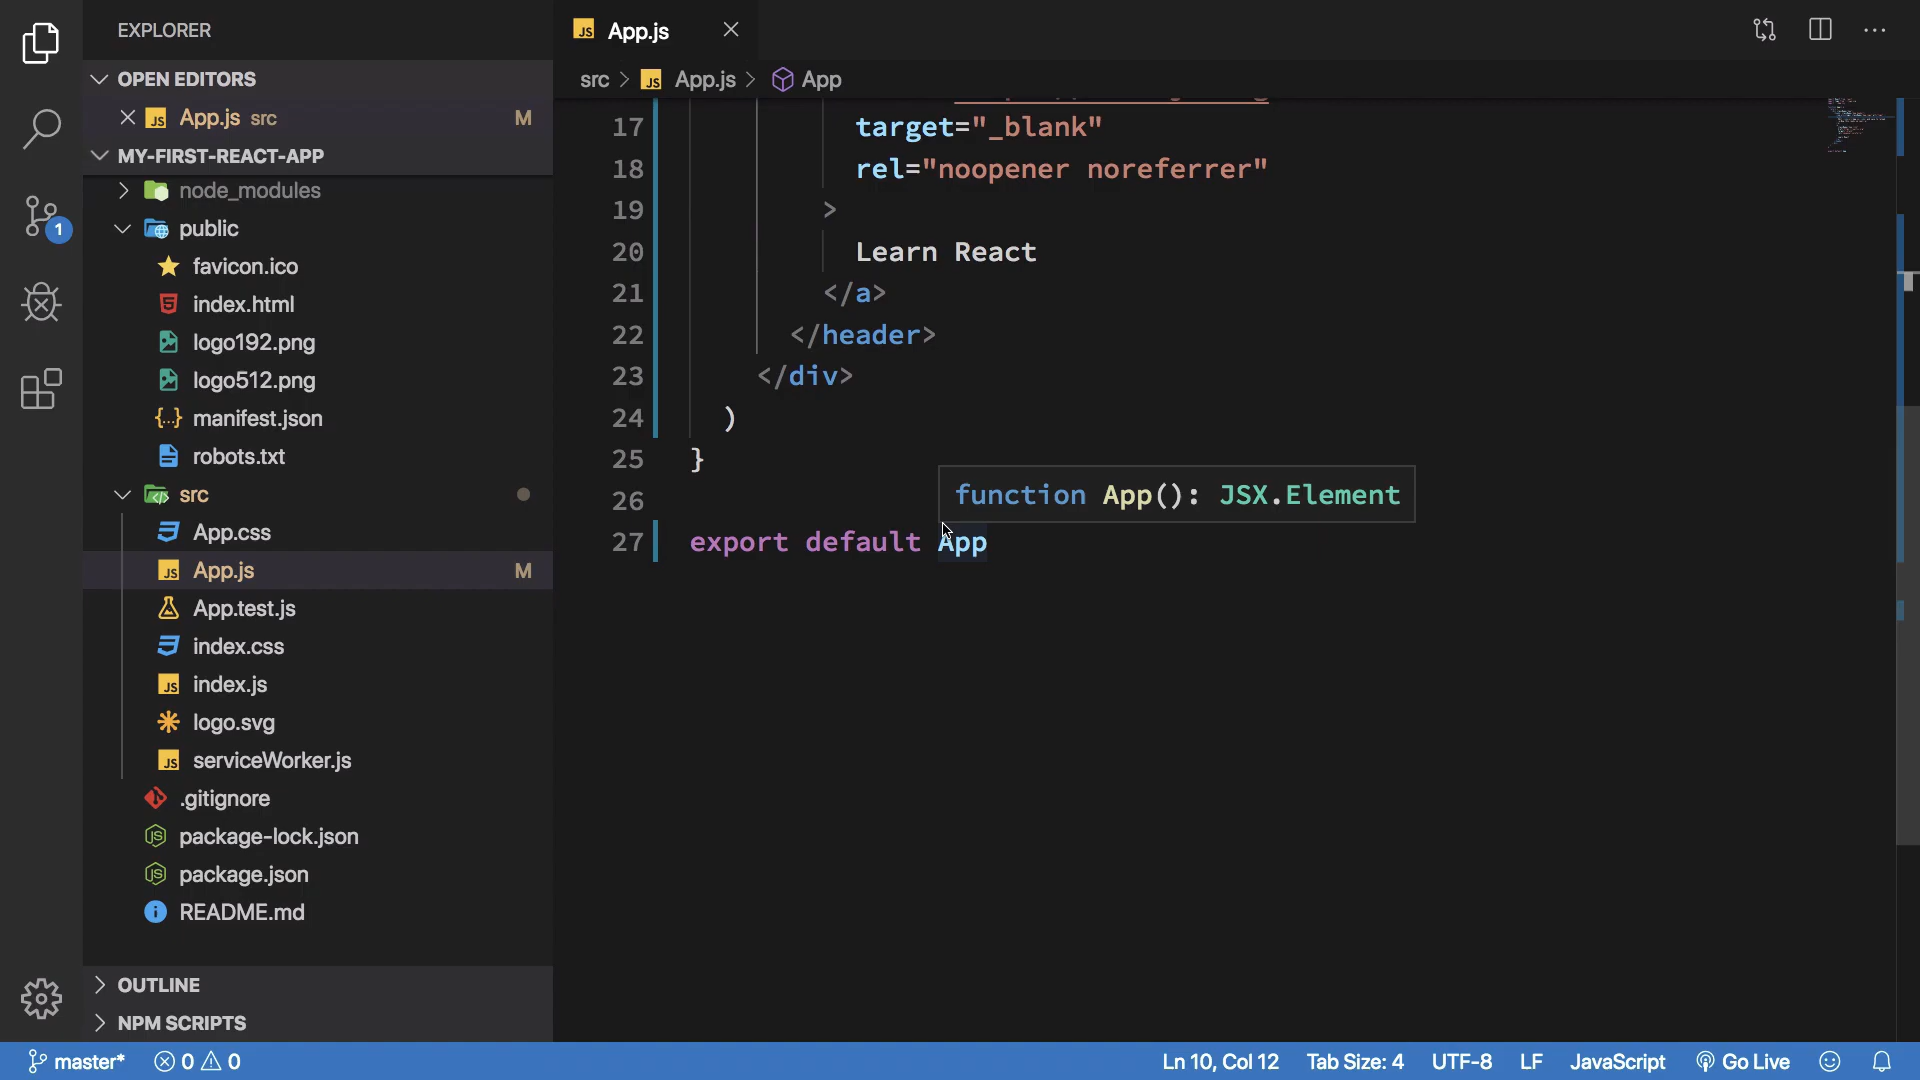 EXPLORER
OPEN EDITORS
App.js src M
MY-FIRST-REACT-APP
node_modules
public
favicon.ico
index.html
logo192.png
logo512.png
manifest.json
robots.txt
src
App.css
App.js M
App.test.js
index.css
index.js
logo.svg
serviceWorker.js
.gitignore
package-lock.json
package.json
README.md
OUTLINE
NPM SCRIPTS
1
App.js
src > App.js > App
17 target="_blank"
18 rel="noopener noreferrer"
19 >
20 Learn React
21 </a>
22 </header>
23 </div>
24 )
25 }
26
function App(): JSX.Element
27 export default App
master* 0 0 Ln 10, Col 12 Tab Size: 4 UTF-8 LF JavaScript Go Live